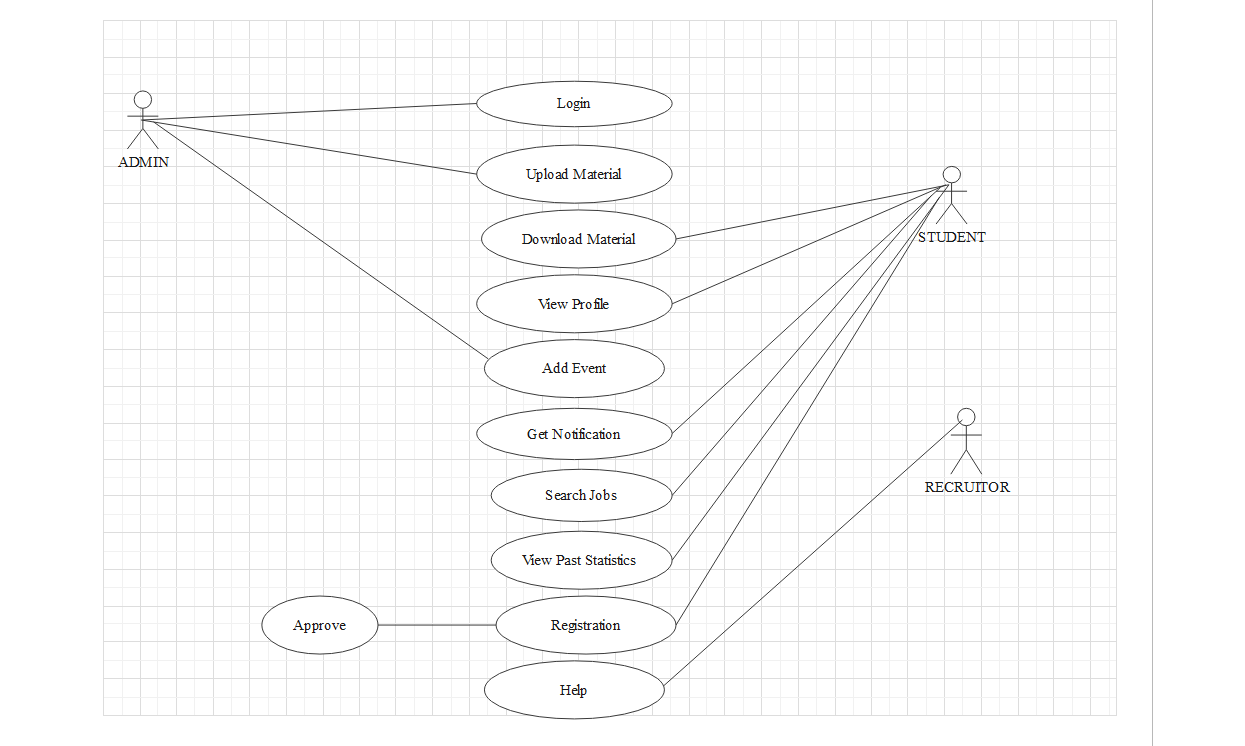 Login
ADMIN
Upload Material
STUDENT
Download Material
View Profile
Add Event
Get Notification
RECRUITOR
Search Jobs
View Past Statistics
Approve
Registration
Help